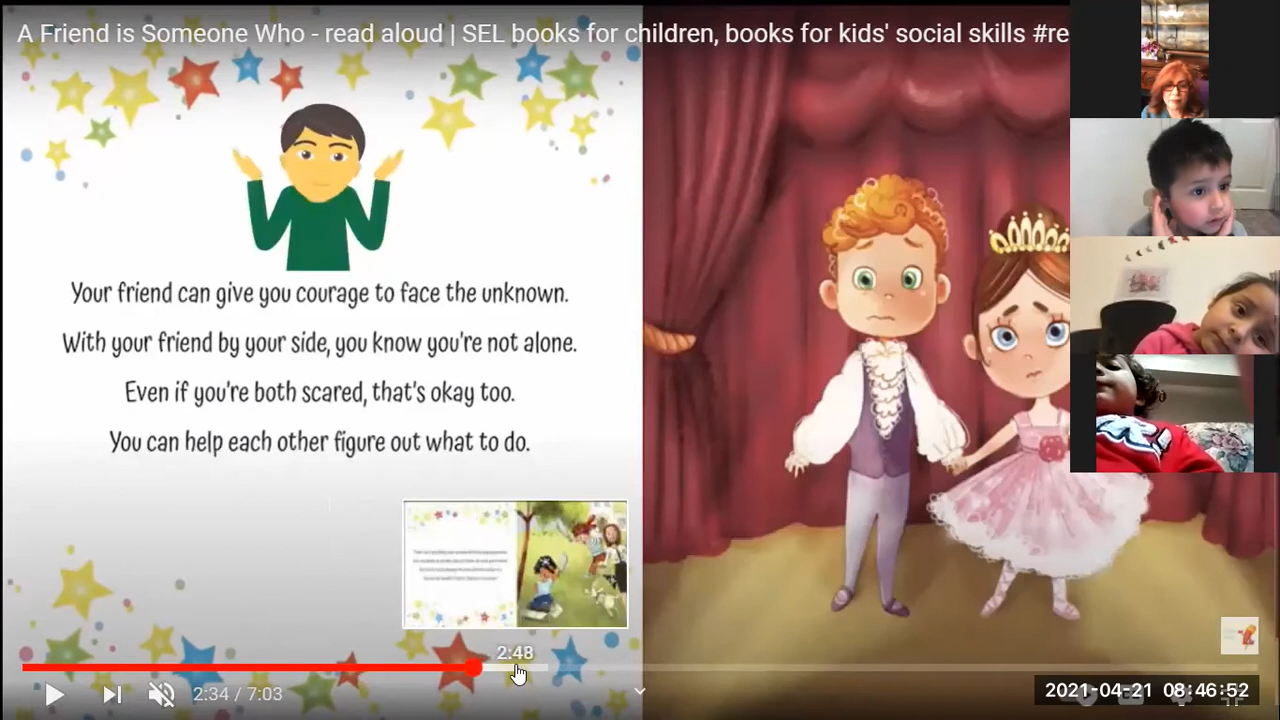 A Friend is Someone Who - read aloud | SEL books for children, books for kids' social skills #re
Your friend can give you courage to face the unknown.
With your friend by your side, you know you're not alone.
Even if you're both scared, that's okay too.
You can help each other figure out what to do.
2:48
2:34 / 7:03
2021-04-21 08:46:52